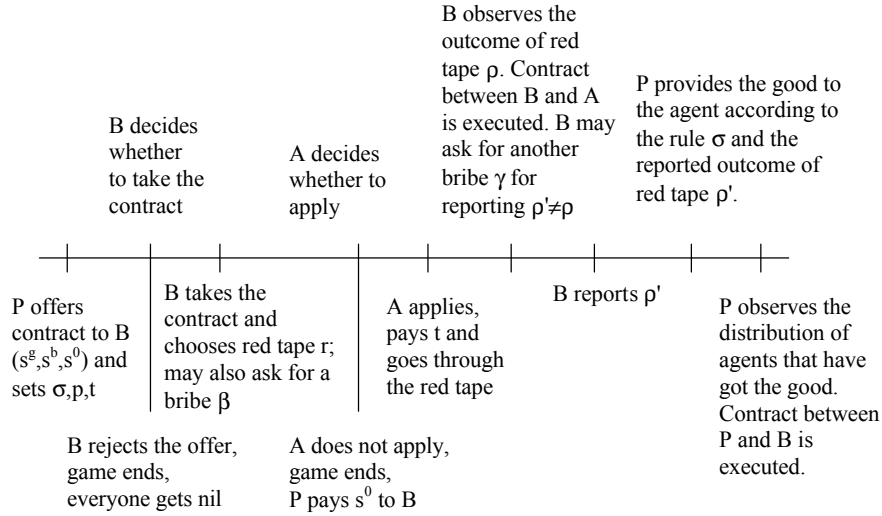 B decides
whether
to take the
contract
A decides
whether to
apply
B observes the
outcome of red
tape ρ. Contract
between B and A
is executed. B may
ask for another
bribe γ for
reporting ρ'≠ρ
P provides the good to
the agent according to
the rule σ and the
reported outcome of
red tape ρ'.
P offers
contract to B
(s^g,s^b,s^0) and
sets σ,p,t
B takes the
contract and
chooses red tape r;
may also ask for a
bribe β
A applies,
pays t and
goes through
the red tape
B reports ρ'
P observes the
distribution of
agents that have
got the good.
Contract between
P and B is
executed.
B rejects the offer,
game ends,
everyone gets nil
A does not apply,
game ends,
P pays s^0 to B